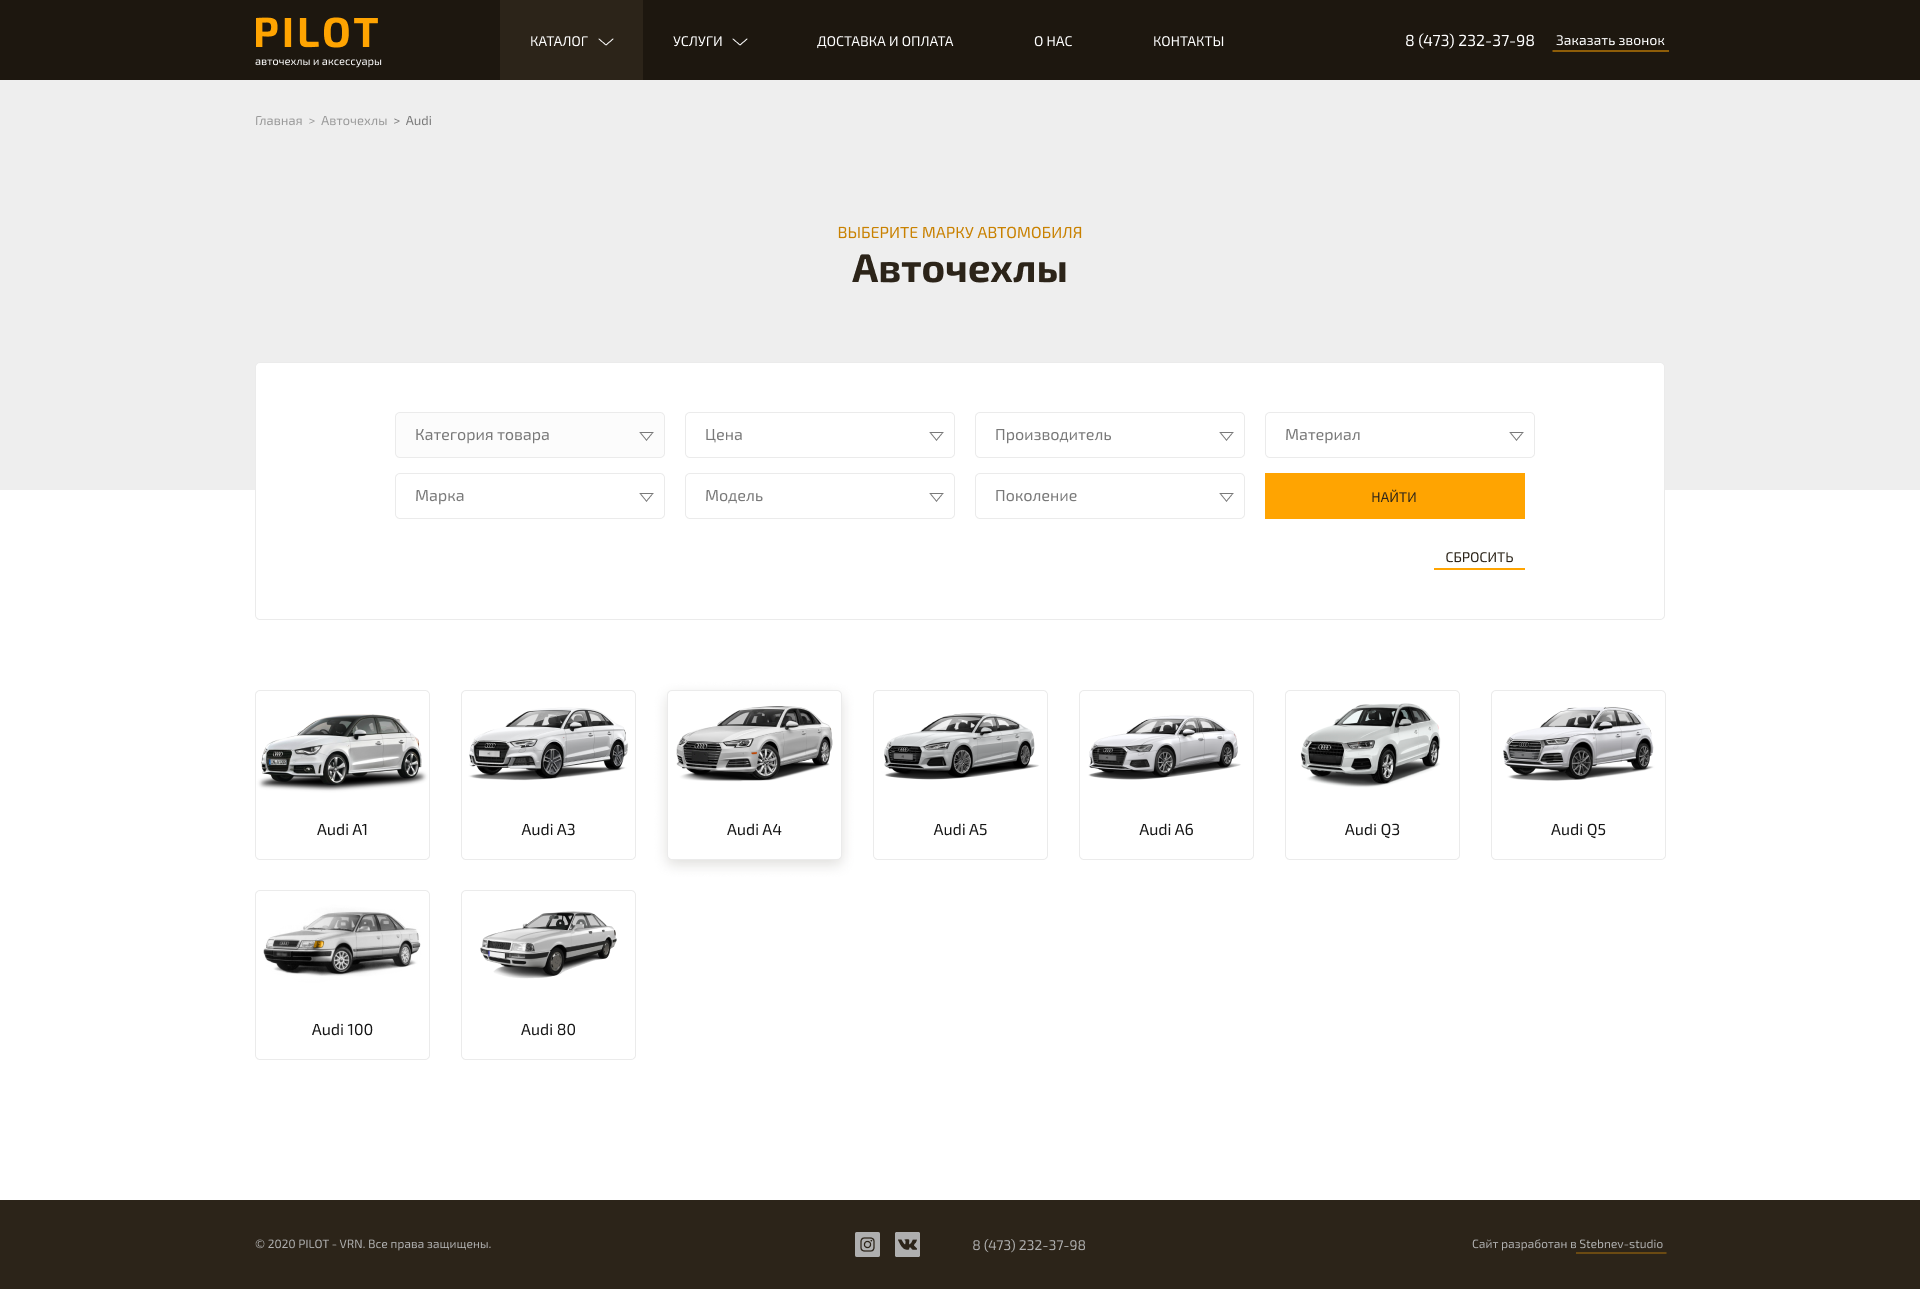 PILOT
авточехлы и аксессуары
КАТАЛОГ
УСЛУГИ
ДОСТАВКА И ОПЛАТА
О НАС
КОНТАКТЫ
8 (473) 232-37-98
Заказать звонок
Главная > Авточехлы > Audi
ВЫБЕРИТЕ МАРКУ АВТОМОБИЛЯ
Авточехлы
Категория товара
Цена
Производитель
Материал
Марка
Модель
Поколение
НАЙТИ
СБРОСИТЬ
Audi A1
Audi A3
Audi A4
Audi A5
Audi A6
Audi Q3
Audi Q5
Audi 100
Audi 80
© 2020 PILOT - VRN. Все права защищены.
8 (473) 232-37-98
Сайт разработан в Stebnev-studio